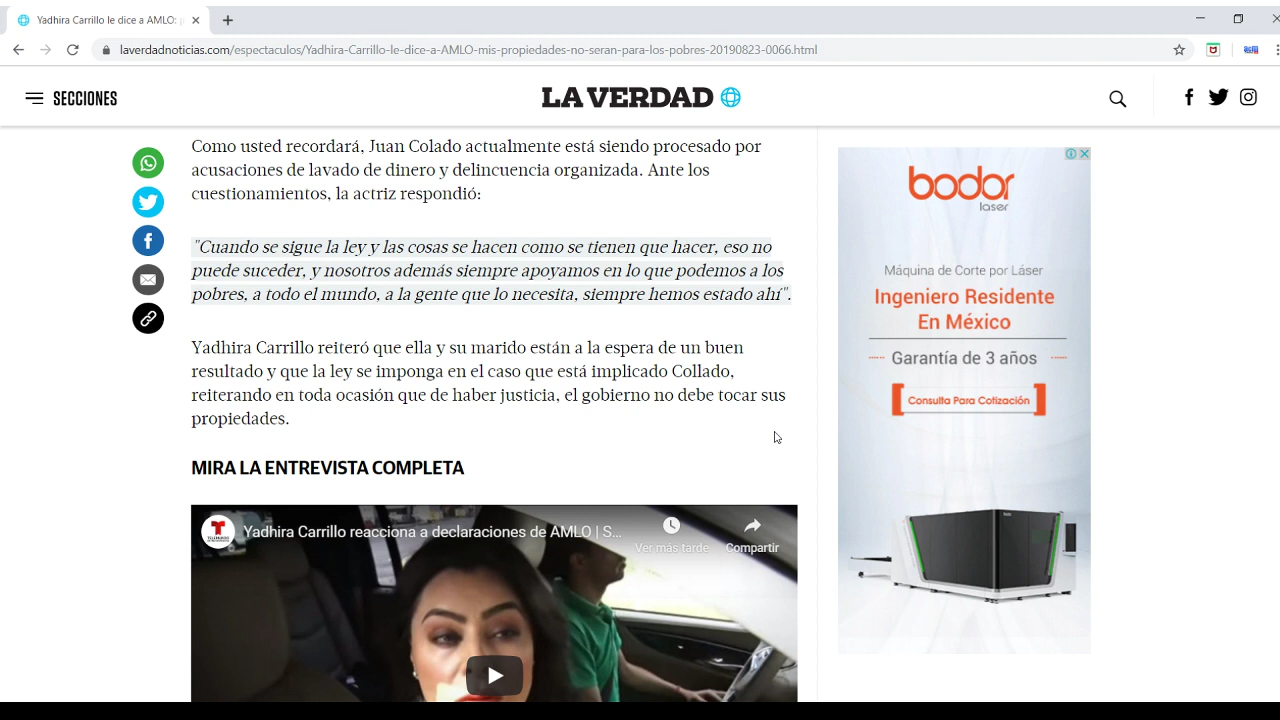 Yadhira Carrillo le dice a AMLO:
laverdadnoticias.com/espectaculos/Yadhira-Carrillo-le-dice-a-AMLO-mis-propiedades-no-seran-para-los-pobres-20190823-0066.html
SECCIONES
LA VERDAD
Como usted recordará, Juan Colado actualmente está siendo procesado por
acusaciones de lavado de dinero y delincuencia organizada. Ante los
cuestionamientos, la actriz respondió:
"Cuando se sigue la ley y las cosas se hacen como se tienen que hacer, eso no
puede suceder, y nosotros además siempre apoyamos en lo que podemos a los
pobres, a todo el mundo, a la gente que lo necesita, siempre hemos estado ahí".
Yadhira Carrillo reiteró que ella y su marido están a la espera de un buen
resultado y que la ley se imponga en el caso que está implicado Collado,
reiterando en toda ocasión que de haber justicia, el gobierno no debe tocar sus
propiedades.
MIRA LA ENTREVISTA COMPLETA
Yadhira Carrillo reacciona a declaraciones de AMLO | S...
Ver más tarde
Compartir
bodor
laser
Máquina de Corte por Láser
Ingeniero Residente
En México
Garantía de 3 años
Consulta Para Cotización